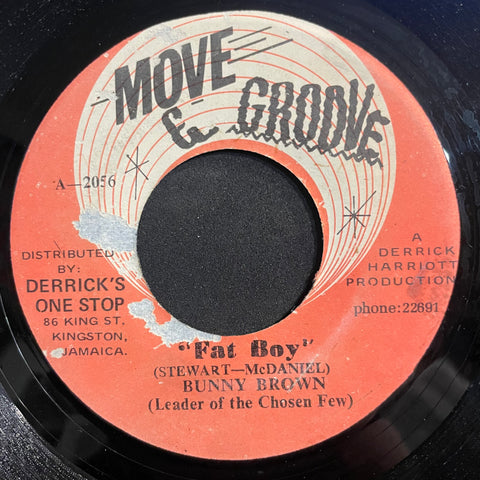 MOVE
& GROOVE
A—2056
DISTRIBUTED
BY:
DERRICK'S
ONE STOP
86 KING ST.
KINGSTON,
JAMAICA.
A
DERRICK
HARRIOTT
PRODUCTION
phone:22691
"Fat Boy"
(STEWART—McDANIEL)
BUNNY BROWN
(Leader of the Chosen Few)